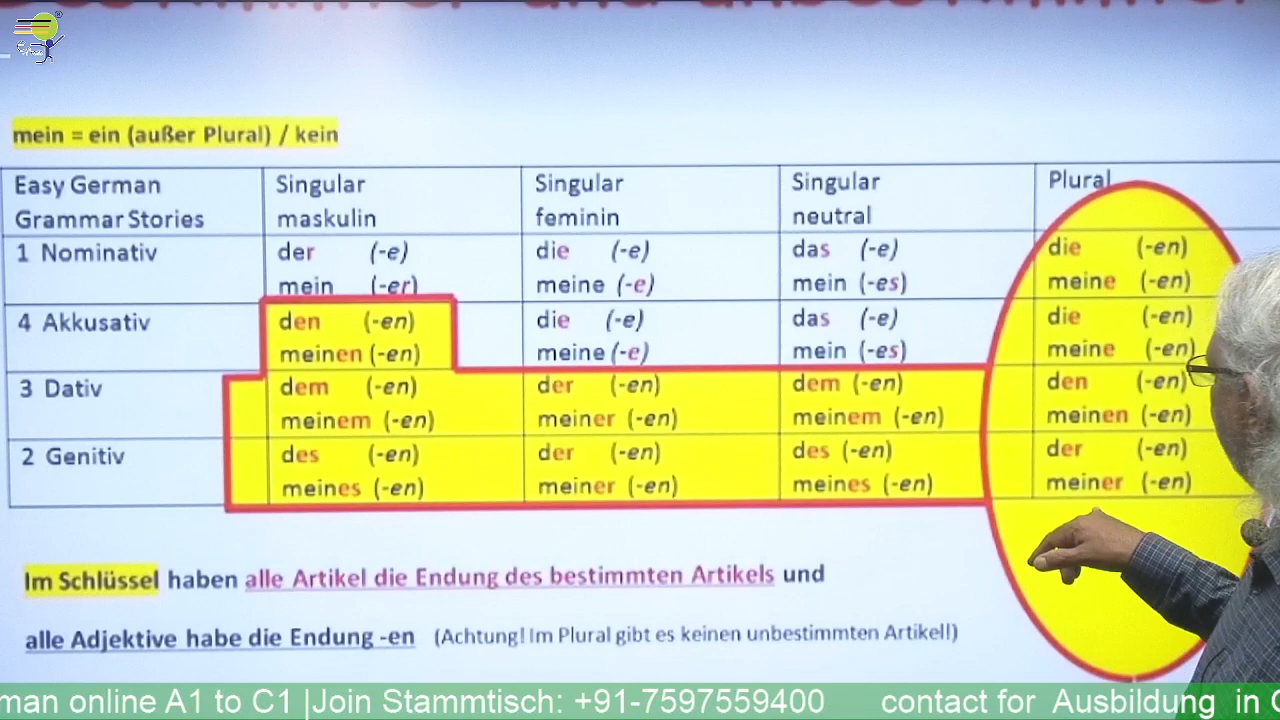 mein = ein (außer Plural) / kein
Easy German Grammar Stories | Singular maskulin | Singular feminin | Singular neutral | Plural
1 Nominativ | der (-e) | die (-e) | das (-e) | die (-en)
mein (-er) | meine (-e) | mein (-es) | meine (-en)
4 Akkusativ | den (-en) | die (-e) | das (-e) | die (-en)
meinen (-en) | meine (-e) | mein (-es) | meine (-en)
3 Dativ | dem (-en) | der (-en) | dem (-en) | den (-en)
meinem (-en) | meiner (-en) | meinem (-en) | meinen (-en)
2 Genitiv | des (-en) | der (-en) | des (-en) | der (-en)
meines (-en) | meiner (-en) | meines (-en) | meiner (-en)
Im Schlüssel haben alle Artikel die Endung des bestimmten Artikels und
alle Adjektive habe die Endung -en (Achtung! Im Plural gibt es keinen unbestimmten Artikel!)
man online A1 to C1 |Join Stammtisch: +91-7597559400 contact for Ausbildung in